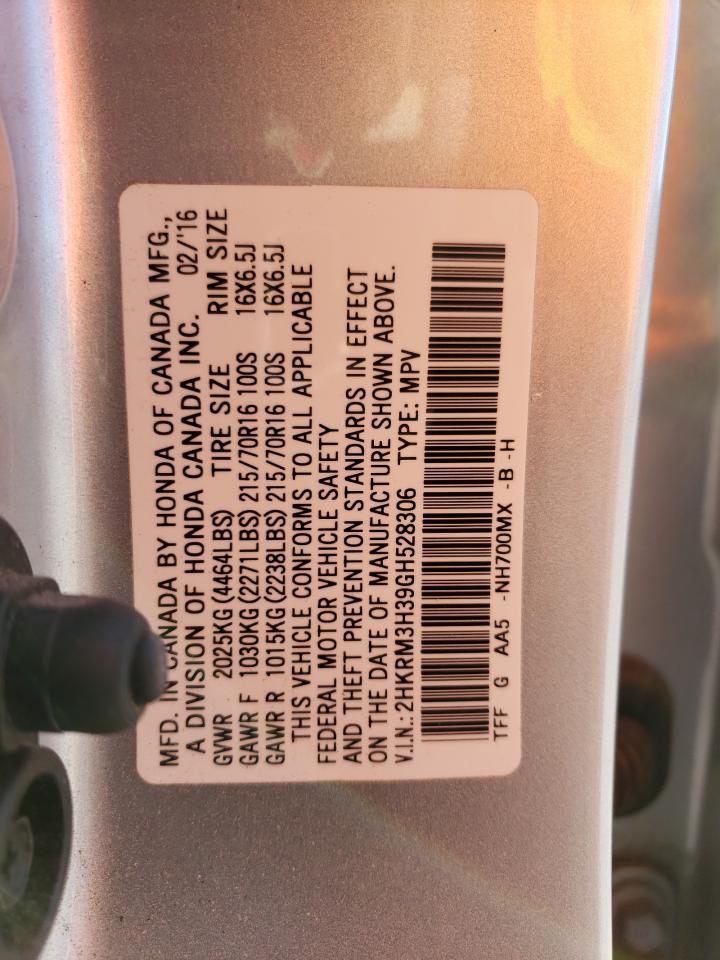 MFD. IN CANADA BY HONDA OF CANADA MFG.,
A DIVISION OF HONDA CANADA INC. 02/'16
GVWR 2025KG (4464LBS) TIRE SIZE RIM SIZE
GAWR F 1030KG (2271LBS) 215/70R16 100S 16X6.5J
GAWR R 1015KG (2238LBS) 215/70R16 100S 16X6.5J
THIS VEHICLE CONFORMS TO ALL APPLICABLE
FEDERAL MOTOR VEHICLE SAFETY
AND THEFT PREVENTION STANDARDS IN EFFECT
ON THE DATE OF MANUFACTURE SHOWN ABOVE.
V.I.N.: 2HKRM3H39GH528306 TYPE: MPV
TFF G AA5 -NH700MX -B -H